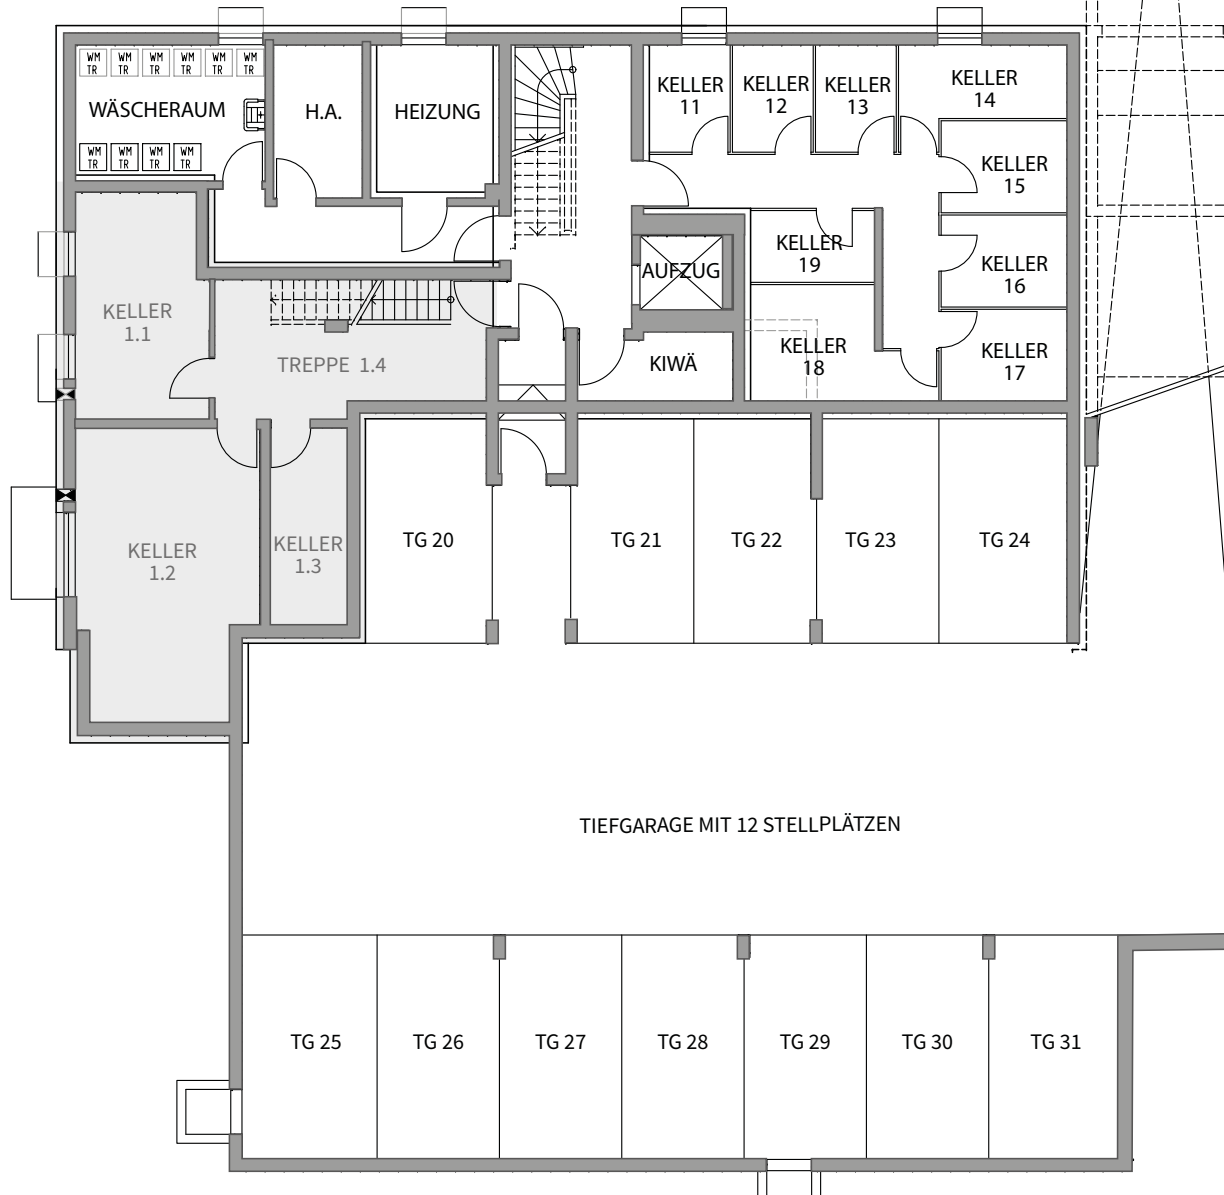 WM WM WM WM WM WM
TR TR TR TR TR TR
WÄSCHERAUM
WM WM WM WM
TR TR TR TR
H.A.
HEIZUNG
KELLER
11
KELLER
12
KELLER
13
KELLER
14
KELLER
15
KELLER
16
KELLER
17
KELLER
18
KELLER
19
AUFZUG
KIWÄ
KELLER
1.1
TREPPE 1.4
KELLER
1.2
KELLER
1.3
TG 20
TG 21
TG 22
TG 23
TG 24
TIEFGARAGE MIT 12 STELLPLÄTZEN
TG 25
TG 26
TG 27
TG 28
TG 29
TG 30
TG 31